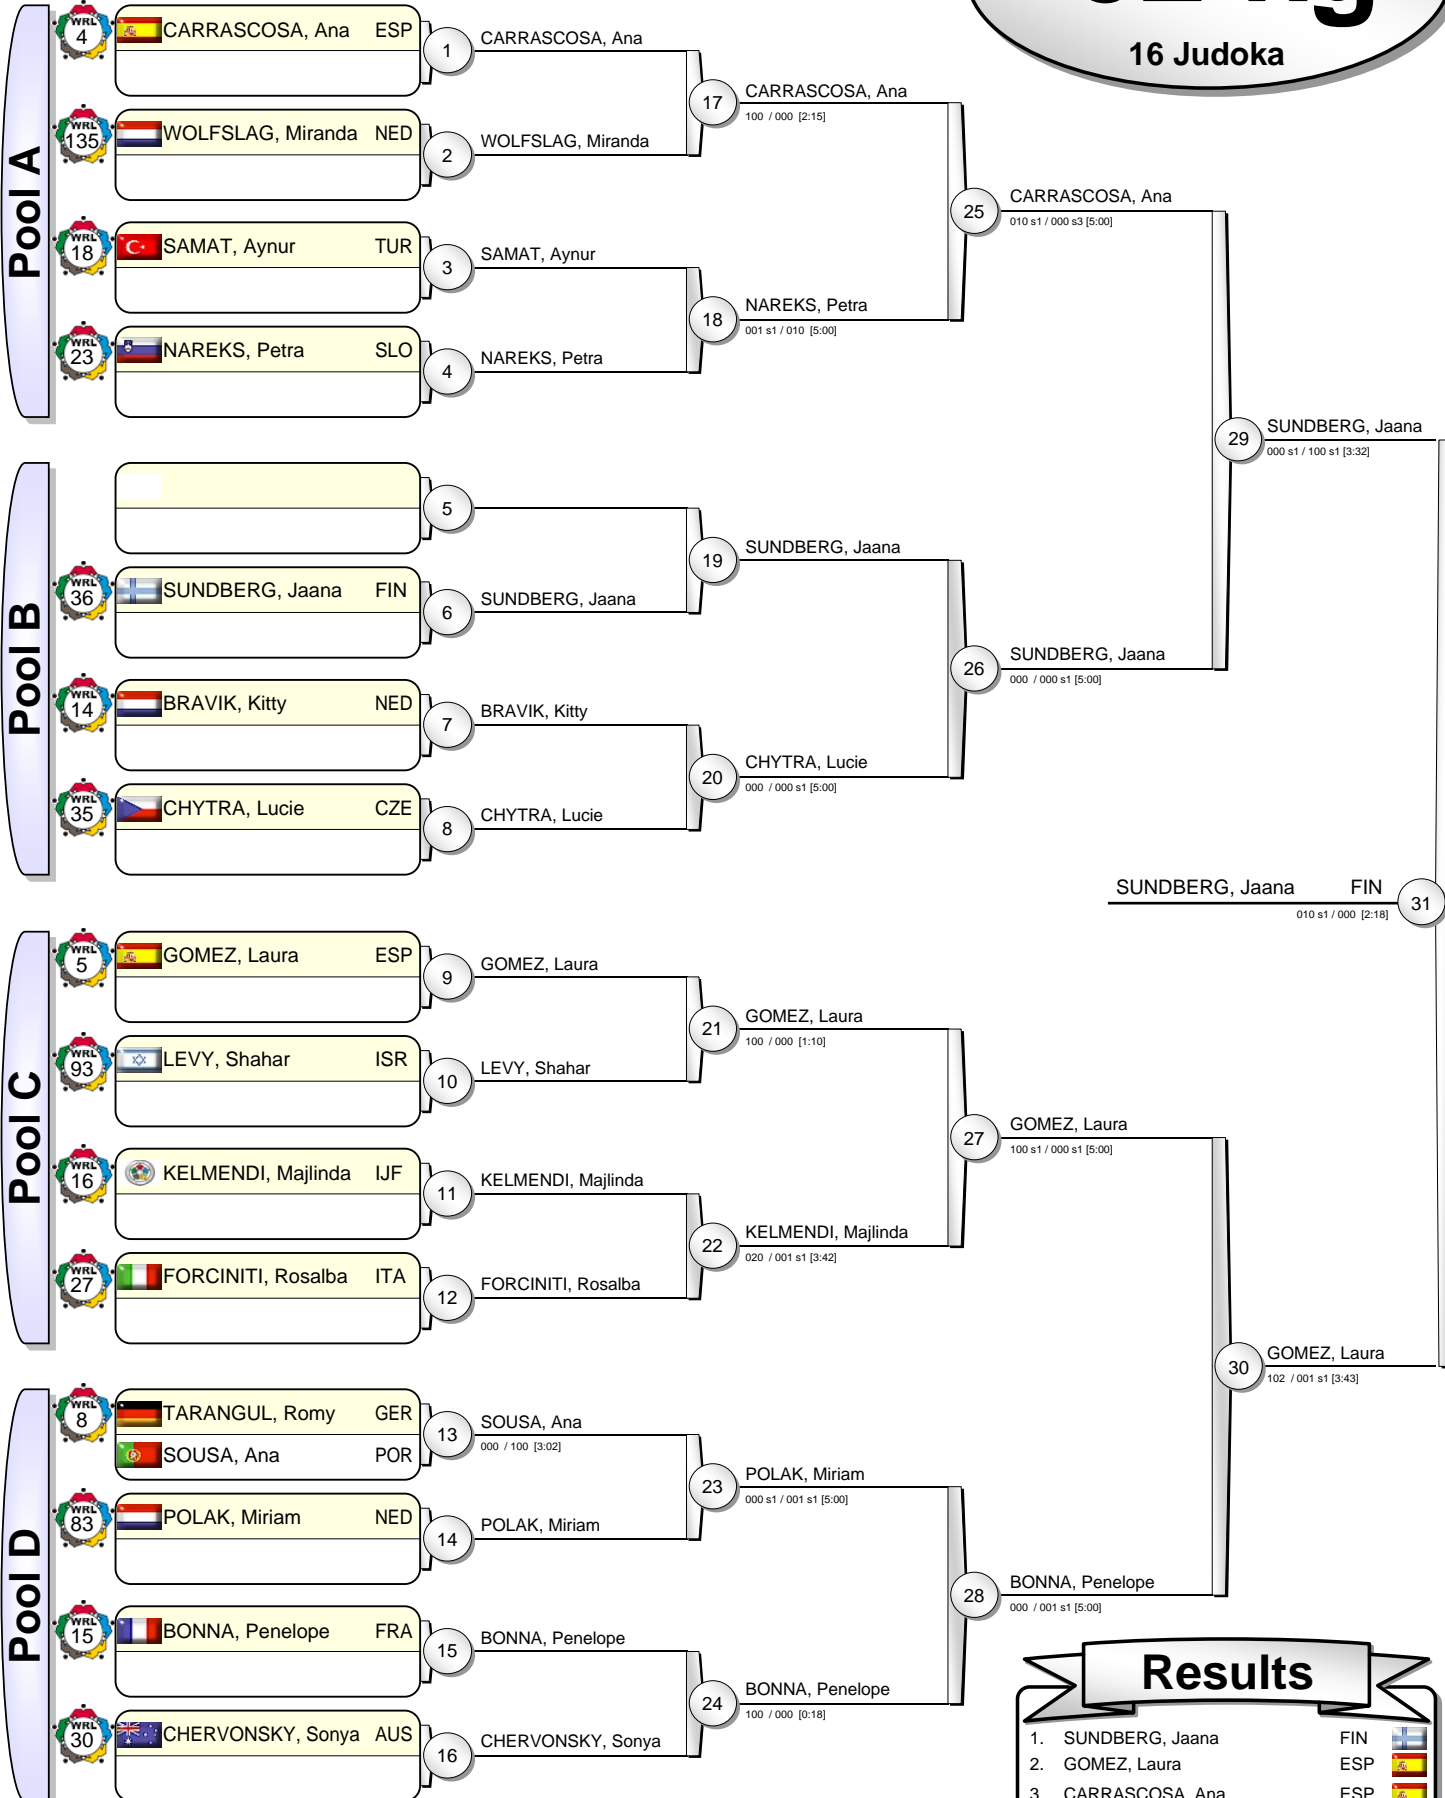 16 Judoka
Pool A
WRL 4 CARRASCOSA, Ana ESP
1 CARRASCOSA, Ana
17 CARRASCOSA, Ana
100 / 000 [2:15]
WRL 135 WOLFSLAG, Miranda NED
2 WOLFSLAG, Miranda
25 CARRASCOSA, Ana
010 s1 / 000 s3 [5:00]
WRL 18 SAMAT, Aynur TUR
3 SAMAT, Aynur
18 NAREKS, Petra
001 s1 / 010 [5:00]
WRL 23 NAREKS, Petra SLO
4 NAREKS, Petra
29 SUNDBERG, Jaana
000 s1 / 100 s1 [3:32]
Pool B
5
19 SUNDBERG, Jaana
WRL 36 SUNDBERG, Jaana FIN
6 SUNDBERG, Jaana
26 SUNDBERG, Jaana
000 / 000 s1 [5:00]
WRL 14 BRAVIK, Kitty NED
7 BRAVIK, Kitty
20 CHYTRA, Lucie
000 / 000 s1 [5:00]
WRL 35 CHYTRA, Lucie CZE
8 CHYTRA, Lucie
SUNDBERG, Jaana FIN 31
010 s1 / 000 [2:18]
Pool C
WRL 5 GOMEZ, Laura ESP
9 GOMEZ, Laura
21 GOMEZ, Laura
100 / 000 [1:10]
WRL 93 LEVY, Shahar ISR
10 LEVY, Shahar
27 GOMEZ, Laura
100 s1 / 000 s1 [5:00]
WRL 16 KELMENDI, Majlinda IJF
11 KELMENDI, Majlinda
22 KELMENDI, Majlinda
020 / 001 s1 [3:42]
WRL 27 FORCINITI, Rosalba ITA
12 FORCINITI, Rosalba
30 GOMEZ, Laura
102 / 001 s1 [3:43]
Pool D
WRL 8 TARANGUL, Romy GER
SOUSA, Ana POR
13 SOUSA, Ana
000 / 100 [3:02]
23 POLAK, Miriam
000 s1 / 001 s1 [5:00]
WRL 83 POLAK, Miriam NED
14 POLAK, Miriam
28 BONNA, Penelope
000 / 001 s1 [5:00]
WRL 15 BONNA, Penelope FRA
15 BONNA, Penelope
24 BONNA, Penelope
100 / 000 [0:18]
WRL 30 CHERVONSKY, Sonya AUS
16 CHERVONSKY, Sonya
Results
1. SUNDBERG, Jaana FIN
2. GOMEZ, Laura ESP
3. CARRASCOSA, Ana ESP